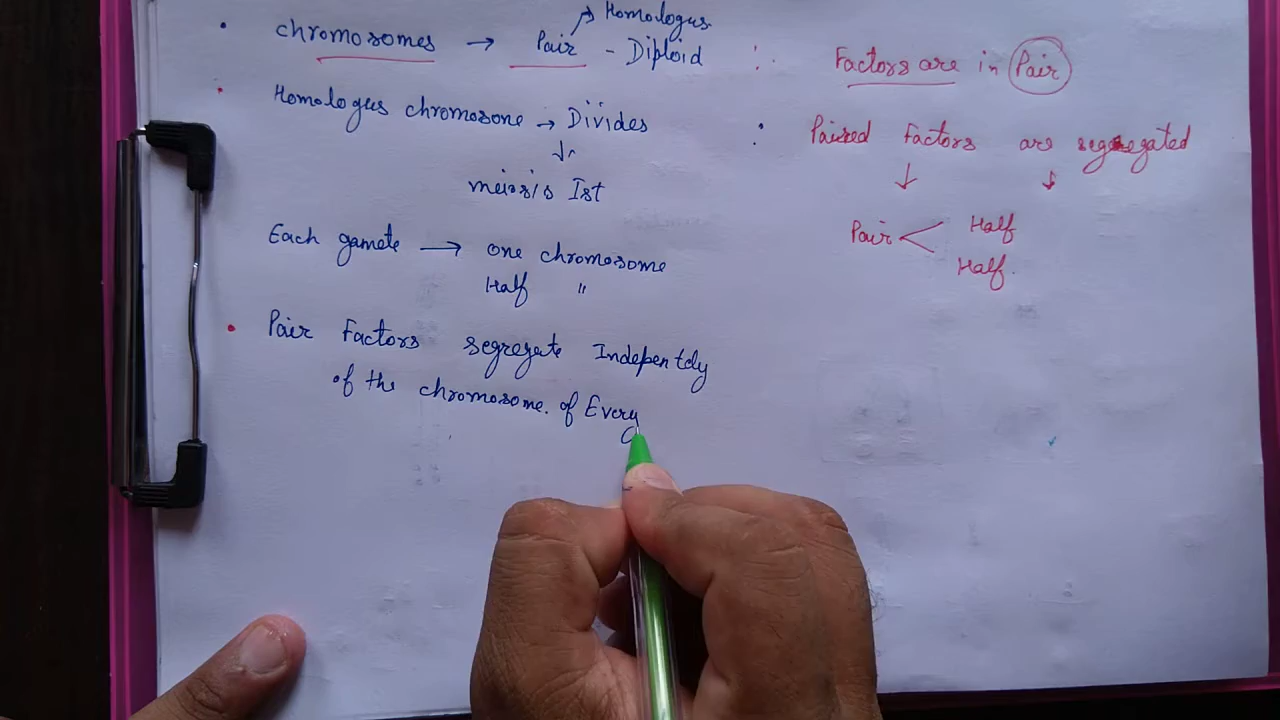 • chromosomes → Pair → Homologus
- Diploid
• Homologus chromosone → Divides
↓
meiosis Ist
Each gamete → one chromosome
Half "
• Pair Factors segregate Indepentdy
of the chromosome. of Every
∴ Factors are in Pair
• Paired factors are segregated
↓ ↓
Pair < Half
Half.